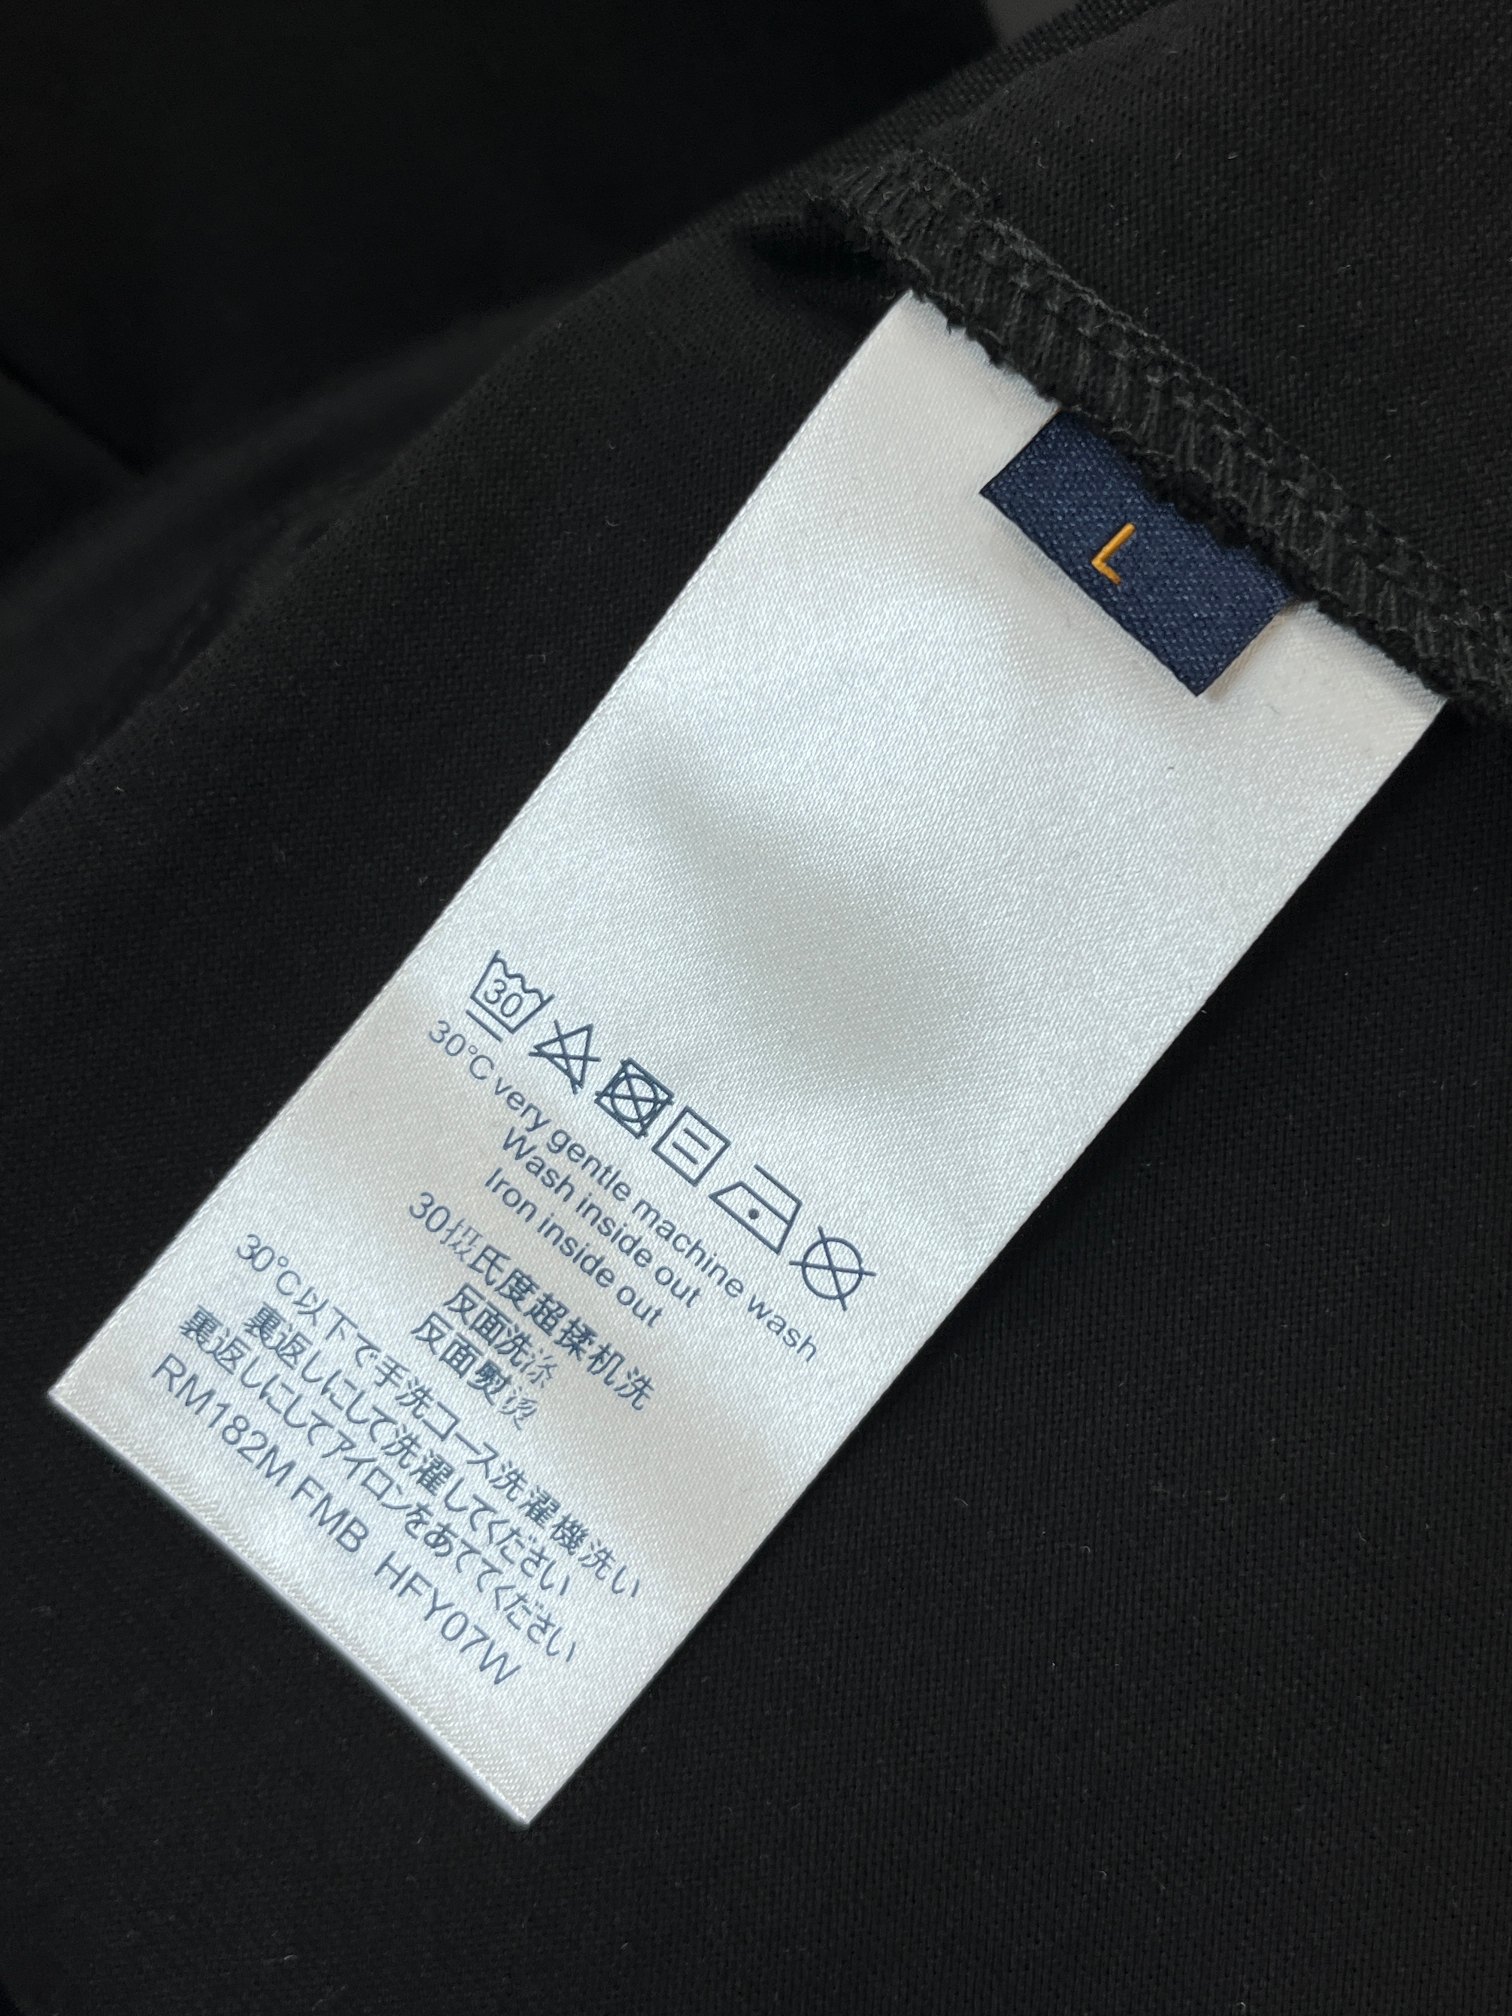 L
30
30°C very gentle machine wash
Wash inside out
Iron inside out
30摄氏度超揉机洗
反面洗涤
反面熨烫
30°C以下で手洗コース洗濯機洗い
裏返しにして洗濯してください
裏返しにしてアイロンをあててください
RM182M FMB HFY07W